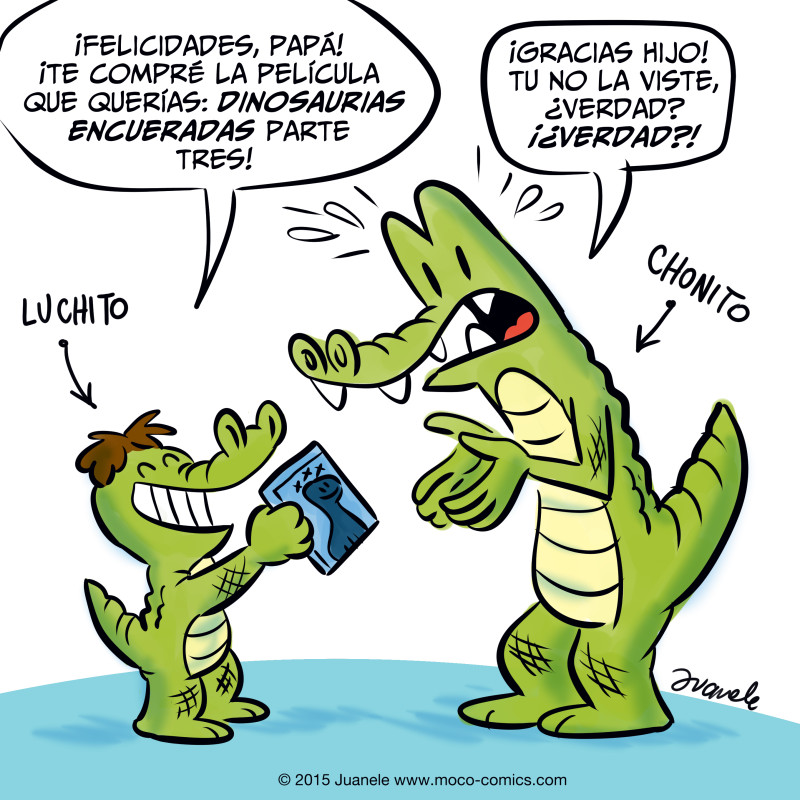 ¡FELICIDADES, PAPÁ!
¡TE COMPRÉ LA PELÍCULA
QUE QUERÍAS: DINOSAURIAS
ENCUERADAS PARTE
TRES!
¡GRACIAS HIJO!
TU NO LA VISTE,
¿VERDAD?
¡¿VERDAD?!
LUCHITO
CHONITO
XXX
Juanele
© 2015 Juanele www.moco-comics.com